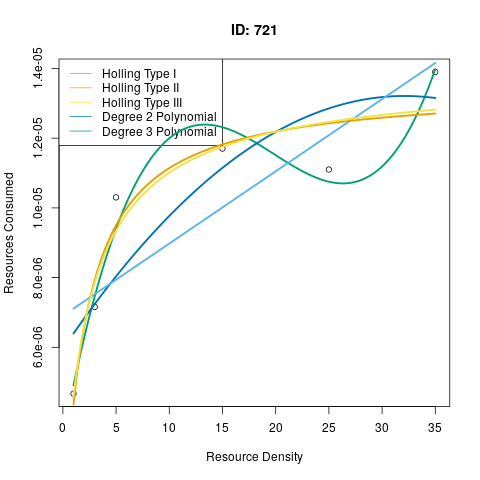 ID: 721
Holling Type I
Holling Type II
Holling Type III
Degree 2 Polynomial
Degree 3 Polynomial
Resources Consumed
1.4e-05
1.2e-05
1.0e-05
8.0e-06
6.0e-06
0 5 10 15 20 25 30 35
Resource Density